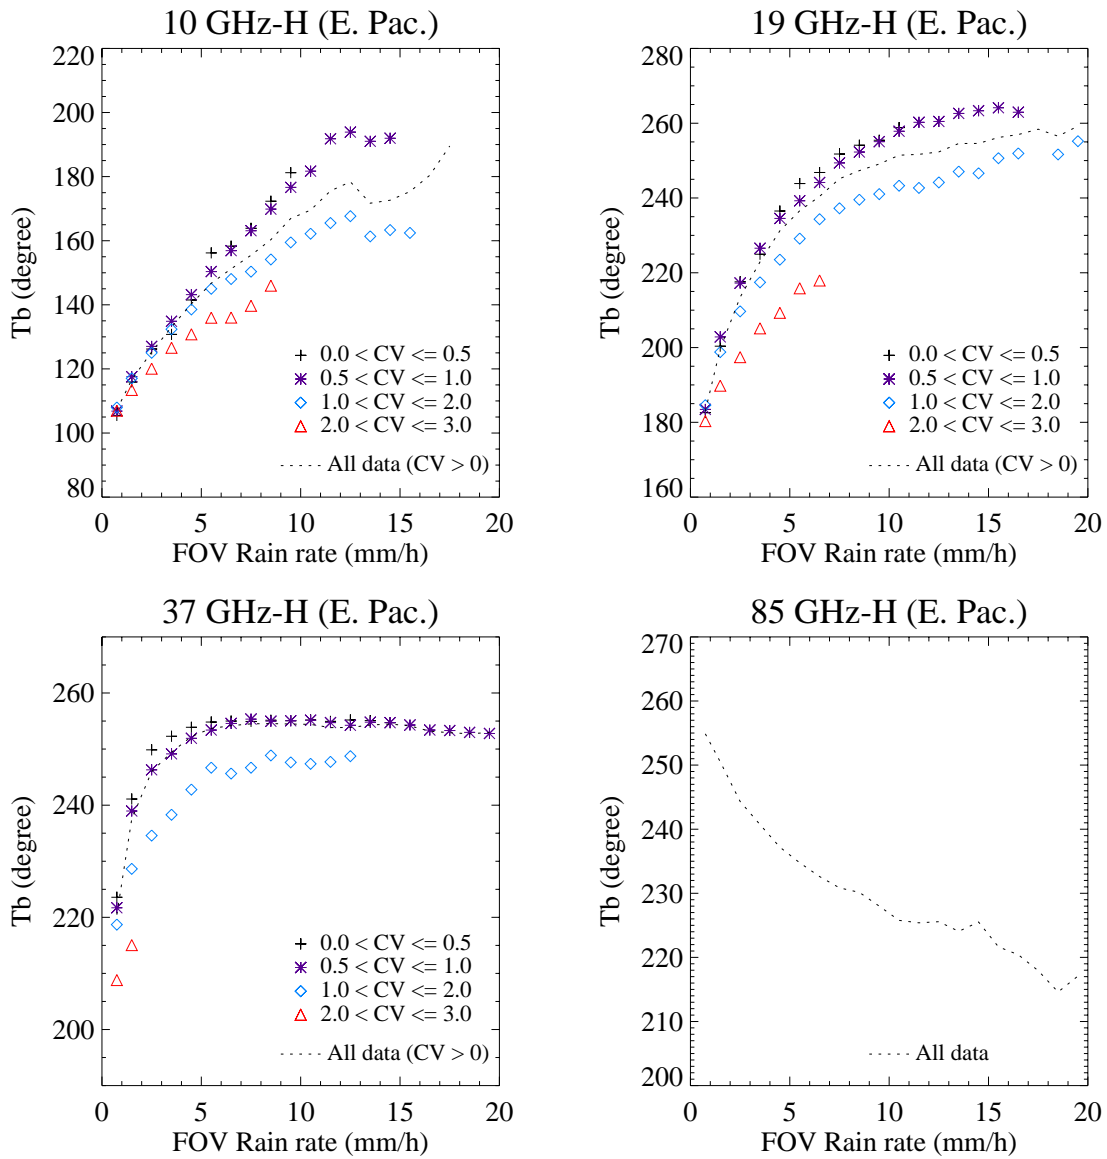 10 GHz-H (E. Pac.)
220
200
180
160
140
120
100
80
Tb (degree)
0.0 < CV <= 0.5
0.5 < CV <= 1.0
1.0 < CV <= 2.0
2.0 < CV <= 3.0
All data (CV > 0)
0 5 10 15 20
FOV Rain rate (mm/h)
19 GHz-H (E. Pac.)
280
260
240
220
200
180
160
Tb (degree)
0.0 < CV <= 0.5
0.5 < CV <= 1.0
1.0 < CV <= 2.0
2.0 < CV <= 3.0
All data (CV > 0)
0 5 10 15 20
FOV Rain rate (mm/h)
37 GHz-H (E. Pac.)
260
240
220
200
Tb (degree)
0.0 < CV <= 0.5
0.5 < CV <= 1.0
1.0 < CV <= 2.0
2.0 < CV <= 3.0
All data (CV > 0)
0 5 10 15 20
FOV Rain rate (mm/h)
85 GHz-H (E. Pac.)
270
260
250
240
230
220
210
200
Tb (degree)
All data
0 5 10 15 20
FOV Rain rate (mm/h)